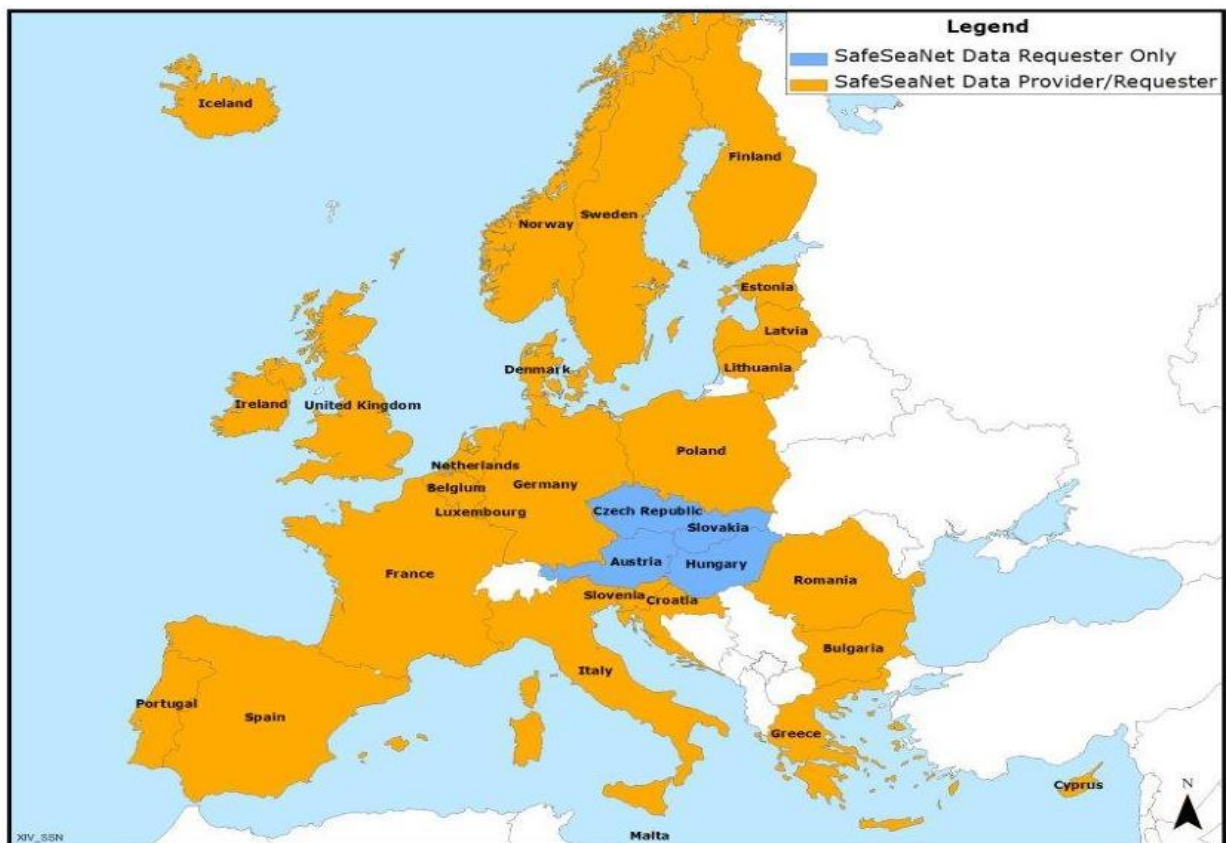 Legend
SafeSeaNet Data Requester Only
SafeSeaNet Data Provider/Requester
Iceland
Finland
Norway
Sweden
Estonia
Latvia
Lithuania
Denmark
Ireland
United Kingdom
Poland
Netherlands
Belgium
Germany
Luxembourg
Czech Republic
Slovakia
Austria
Hungary
France
Romania
Slovenia
Croatia
Bulgaria
Italy
Portugal
Spain
Greece
Cyprus
N
Malta
XIV_SSN